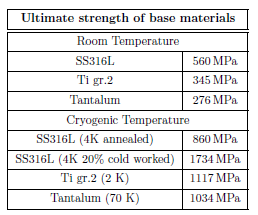 Ultimate strength of base materials
Room Temperature
SS316L 560 MPa
Ti gr.2 345 MPa
Tantalum 276 MPa
Cryogenic Temperature
SS316L (4K annealed) 860 MPa
SS316L (4K 20% cold worked) 1734 MPa
Ti gr.2 (2 K) 1117 MPa
Tantalum (70 K) 1034 MPa